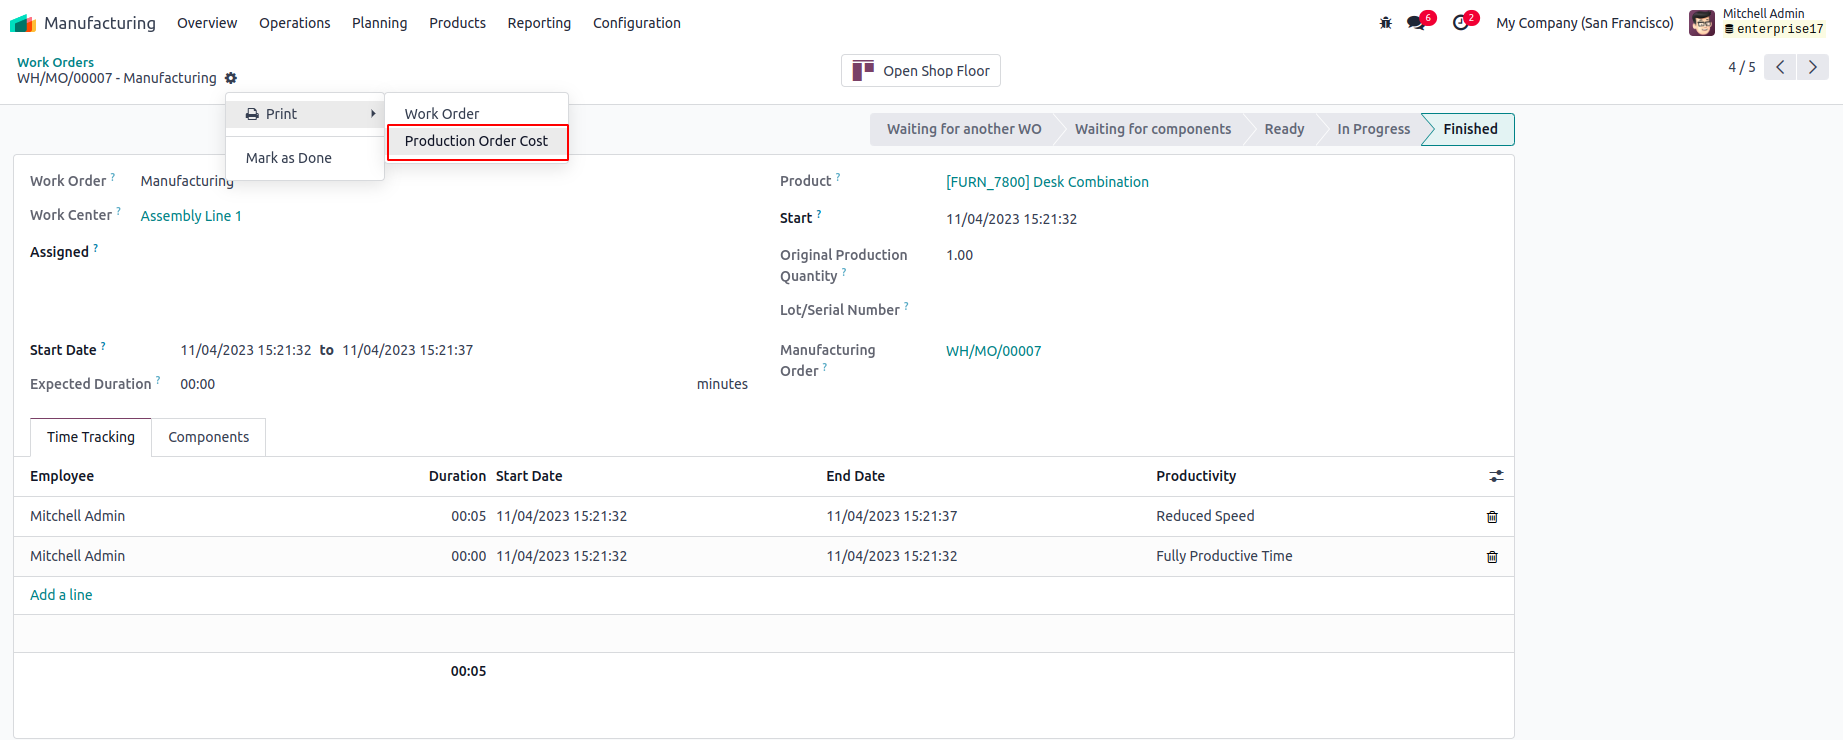 Manufacturing Overview Operations Planning Products Reporting Configuration 6 2 My Company (San Francisco) Mitchell Admin
enterprise17
Work Orders
WH/MO/00007 - Manufacturing
Open Shop Floor
4 / 5
Print
Work Order
Production Order Cost
Mark as Done
Waiting for another WO Waiting for components Ready In Progress Finished
Work Order ? Manufacturing
Work Center ? Assembly Line 1
Assigned ?
Product ? [FURN_7800] Desk Combination
Start ? 11/04/2023 15:21:32
Original Production
Quantity ? 1.00
Lot/Serial Number ?
Start Date ? 11/04/2023 15:21:32 to 11/04/2023 15:21:37
Expected Duration ? 00:00 minutes
Manufacturing
Order ? WH/MO/00007
Time Tracking Components
Employee Duration Start Date End Date Productivity
Mitchell Admin 00:05 11/04/2023 15:21:32 11/04/2023 15:21:37 Reduced Speed
Mitchell Admin 00:00 11/04/2023 15:21:32 11/04/2023 15:21:32 Fully Productive Time
Add a line
00:05